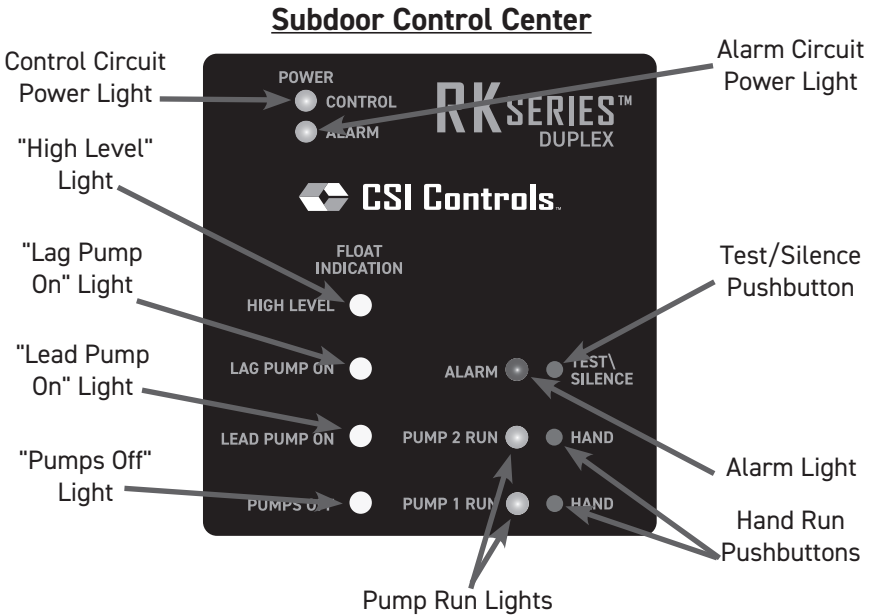 Subdoor Control Center
Control Circuit
Power Light
Alarm Circuit
Power Light
"High Level"
Light
"Lag Pump
On" Light
"Lead Pump
On" Light
"Pumps Off"
Light
POWER
CONTROL
ALARM
RK SERIES™
DUPLEX
CSI Controls™
FLOAT
INDICATION
HIGH LEVEL
LAG PUMP ON
LEAD PUMP ON
PUMPS OFF
ALARM
TEST\
SILENCE
PUMP 2 RUN
HAND
PUMP 1 RUN
HAND
Test/Silence
Pushbutton
Alarm Light
Hand Run
Pushbuttons
Pump Run Lights